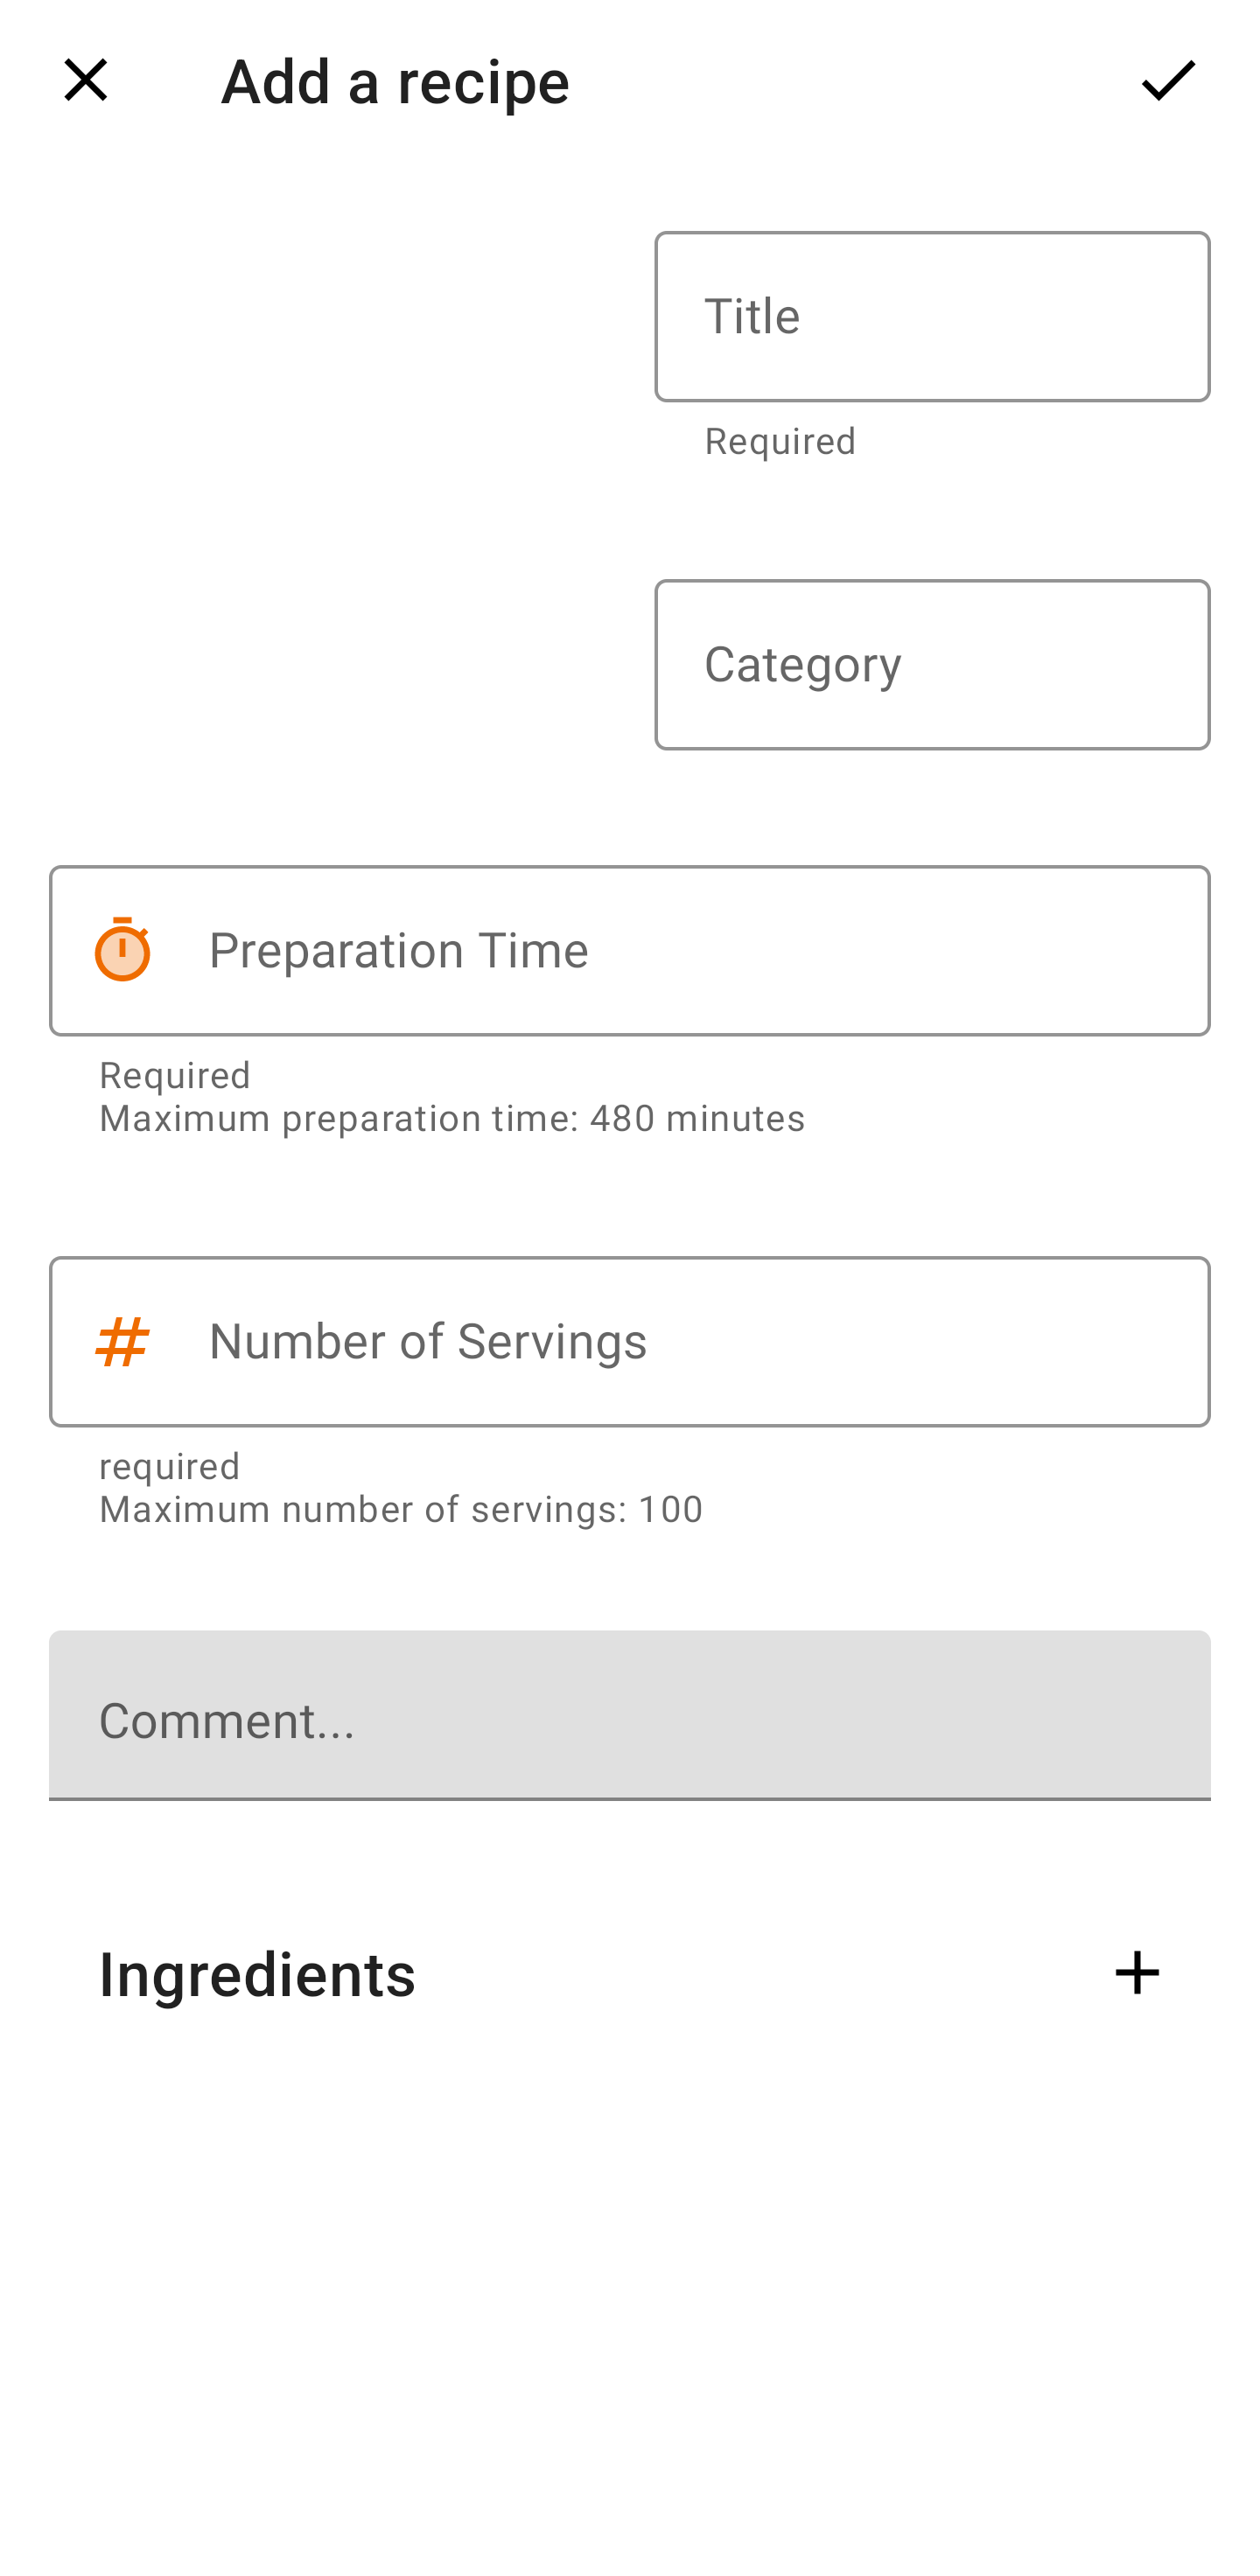 Add a recipe
Title
Required
Category
Preparation Time
Required
Maximum preparation time: 480 minutes
Number of Servings
required
Maximum number of servings: 100
Comment...
Ingredients